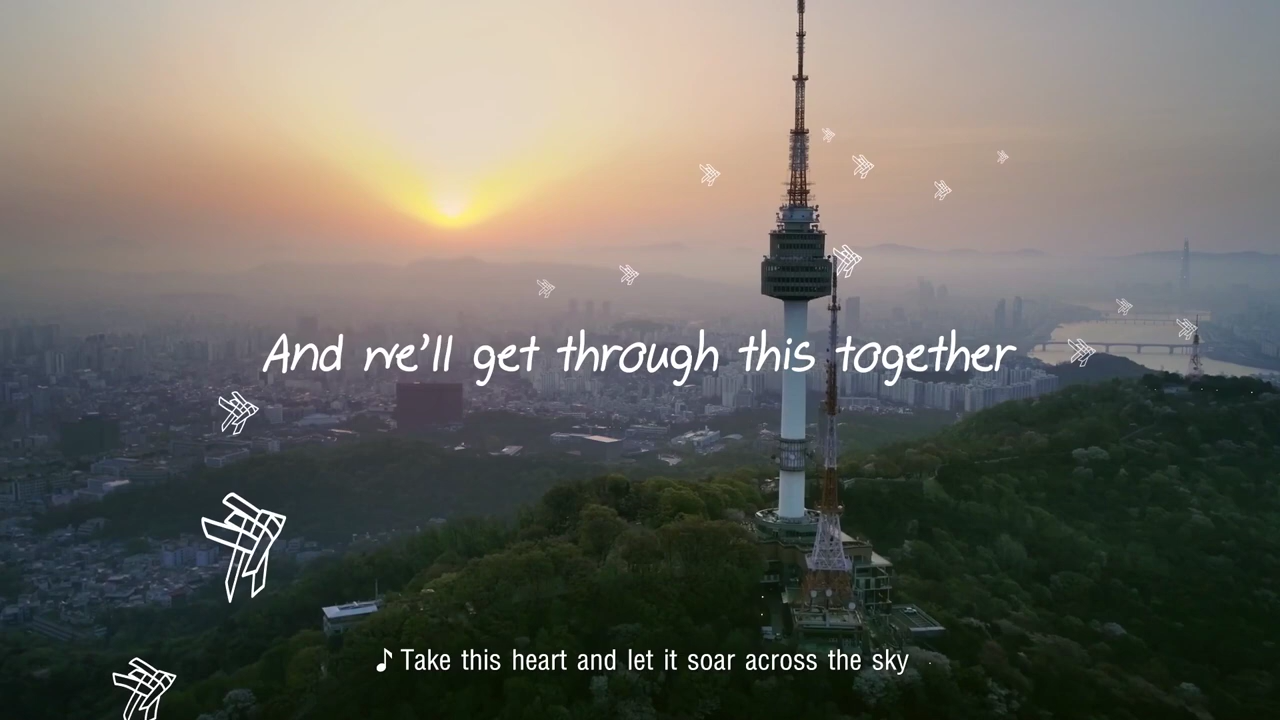 And we'll get through this together
♪ Take this heart and let it soar across the sky